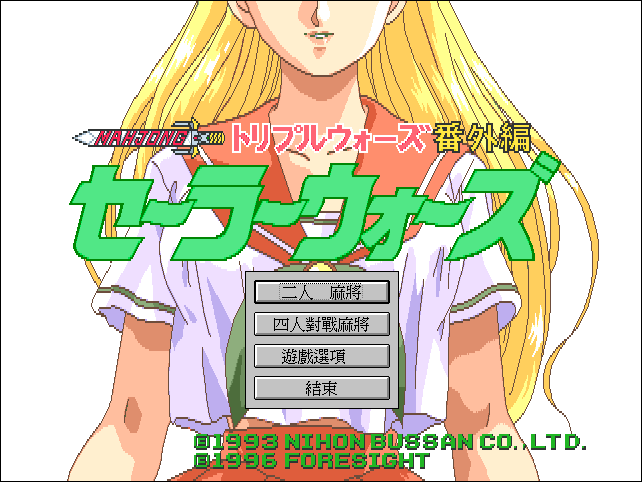 MAHJONG トリプルウォーズ 番外編
セーラーウォーズ
二人 麻將
四人對戰麻將
遊戲選項
結束
©1993 NIHON BUSSAN CO.,LTD.
©1996 FORESIGHT